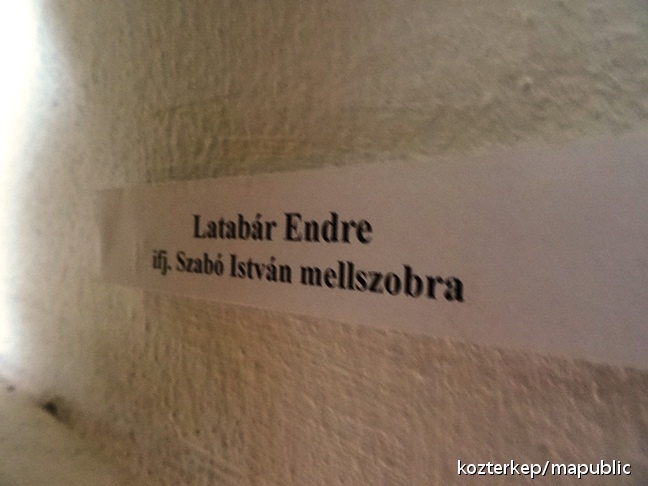 Latabár Endre
ifj. Szabó István mellszobra
kozterkep/mapublic